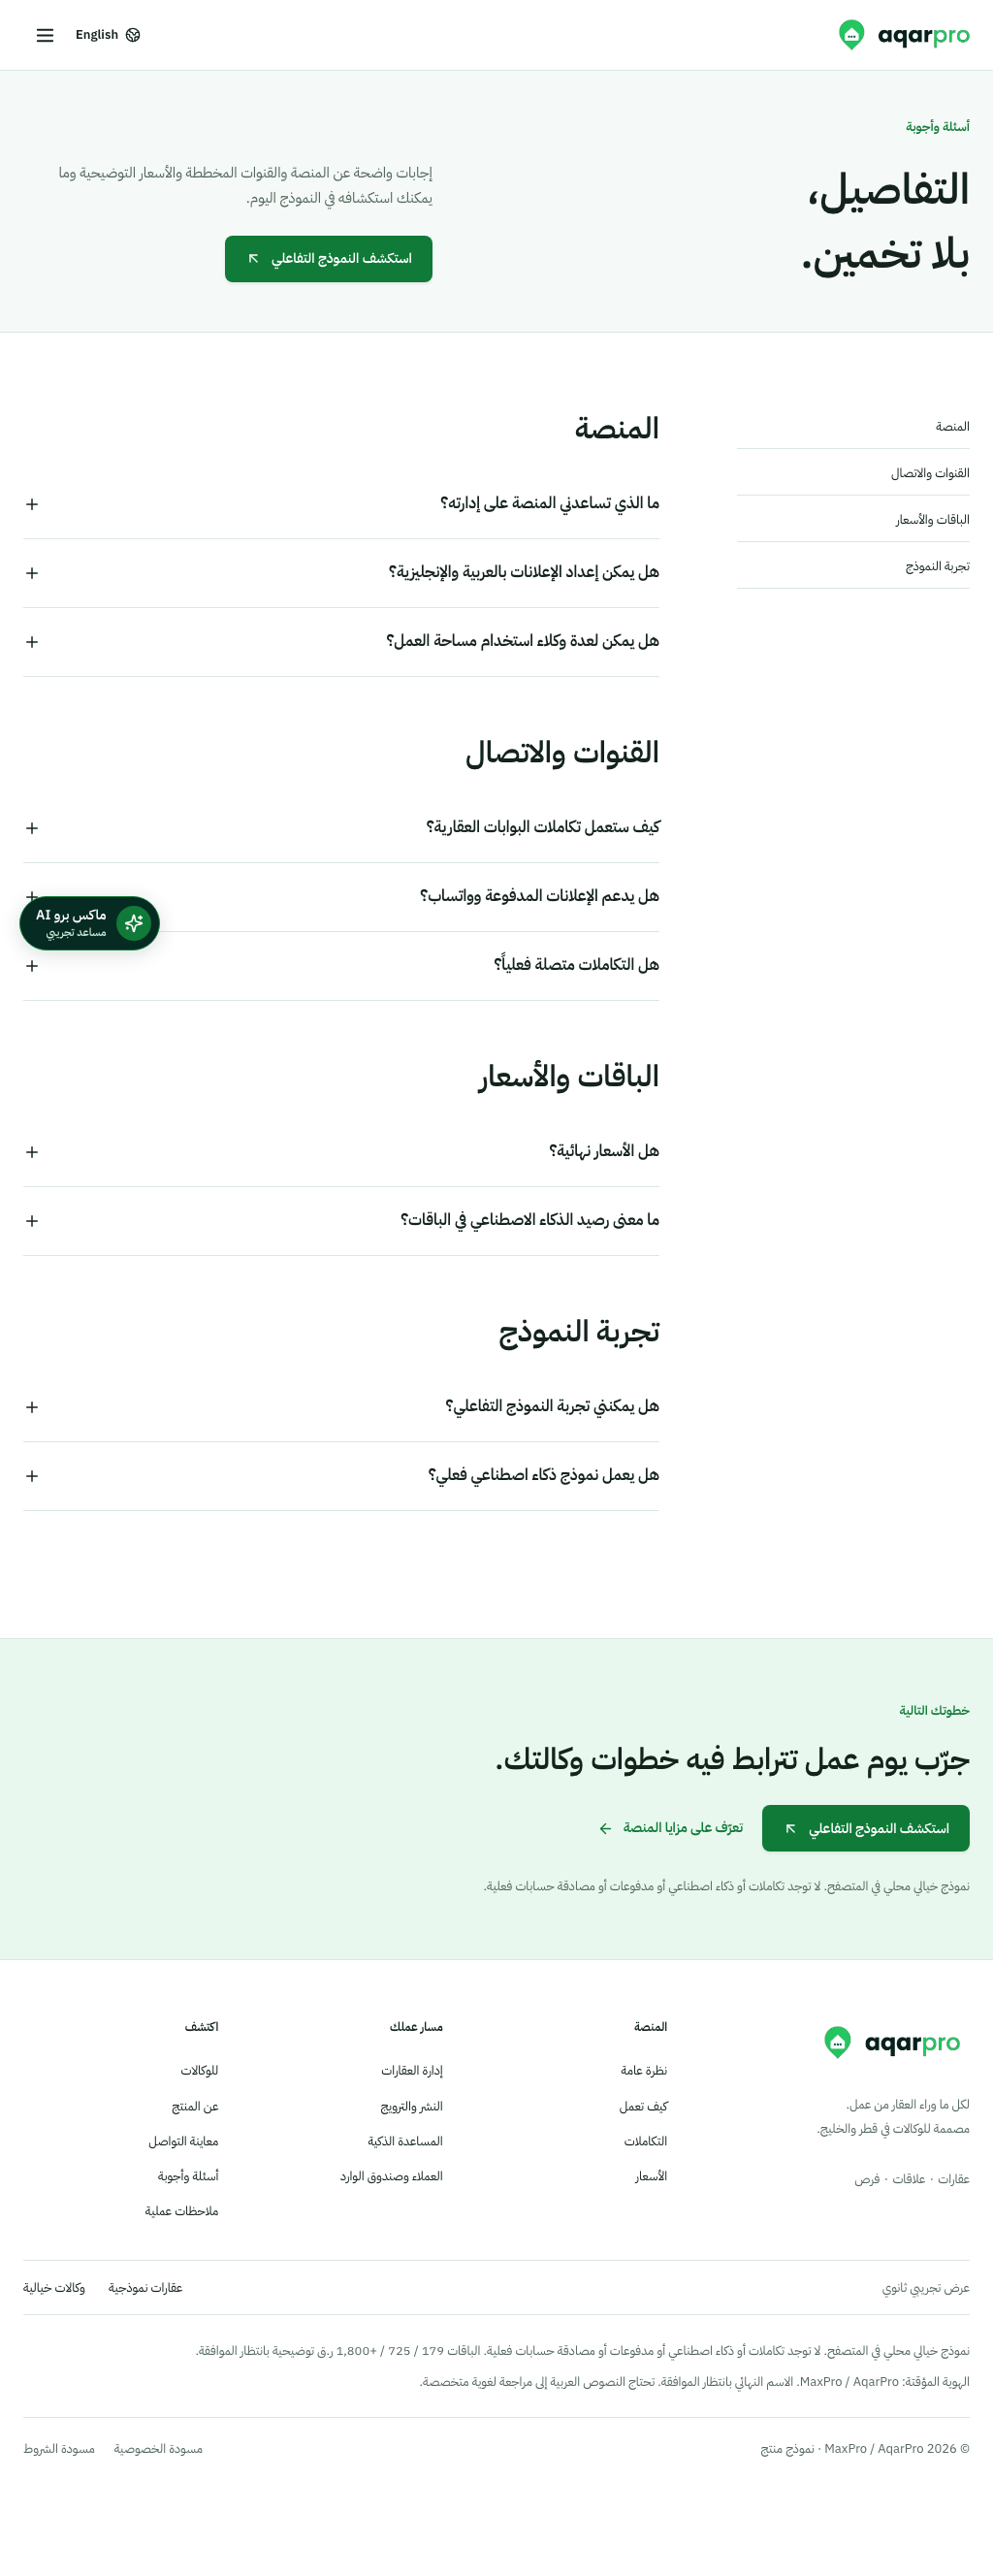 aqarpro
English
أسئلة وأجوبة
التفاصيل،
بلا تخمين.
إجابات واضحة عن المنصة والقنوات المخططة والأسعار التوضيحية وما
يمكنك استكشافه في النموذج اليوم.
استكشف النموذج التفاعلي
المنصة
القنوات والاتصال
الباقات والأسعار
تجربة النموذج
المنصة
ما الذي تساعدني المنصة على إدارته؟
هل يمكن إعداد الإعلانات بالعربية والإنجليزية؟
هل يمكن لعدة وكلاء استخدام مساحة العمل؟
القنوات والاتصال
كيف ستعمل تكاملات البوابات العقارية؟
هل يدعم الإعلانات المدفوعة وواتساب؟
ماكس برو AI
مساعد تجريبي
هل التكاملات متصلة فعلياً؟
الباقات والأسعار
هل الأسعار نهائية؟
ما معنى رصيد الذكاء الاصطناعي في الباقات؟
تجربة النموذج
هل يمكنني تجربة النموذج التفاعلي؟
هل يعمل نموذج ذكاء اصطناعي فعلي؟
خطوتك التالية
جرّب يوم عمل تترابط فيه خطوات وكالتك.
استكشف النموذج التفاعلي
تعرّف على مزايا المنصة
نموذج خيالي محلي في المتصفح. لا توجد تكاملات أو ذكاء اصطناعي أو مدفوعات أو مصادقة حسابات فعلية.
aqarpro
لكل ما وراء العقار من عمل.
مصممة للوكالات في قطر والخليج.
عقارات · علاقات · فرص
المنصة
نظرة عامة
كيف تعمل
التكاملات
الأسعار
مسار عملك
إدارة العقارات
النشر والترويج
المساعدة الذكية
العملاء وصندوق الوارد
اكتشف
للوكالات
عن المنتج
معاينة التواصل
أسئلة وأجوبة
ملاحظات عملية
عرض تجريبي ثانوي
عقارات نموذجية
وكالات خيالية
نموذج خيالي محلي في المتصفح. لا توجد تكاملات أو ذكاء اصطناعي أو مدفوعات أو مصادقة حسابات فعلية. الباقات 179 / 725 / +1,800 ر.ق توضيحية بانتظار الموافقة.
الهوية المؤقتة: MaxPro / AqarPro. الاسم النهائي بانتظار الموافقة. تحتاج النصوص العربية إلى مراجعة لغوية متخصصة.
© 2026 MaxPro / AqarPro · نموذج منتج
مسودة الخصوصية
مسودة الشروط